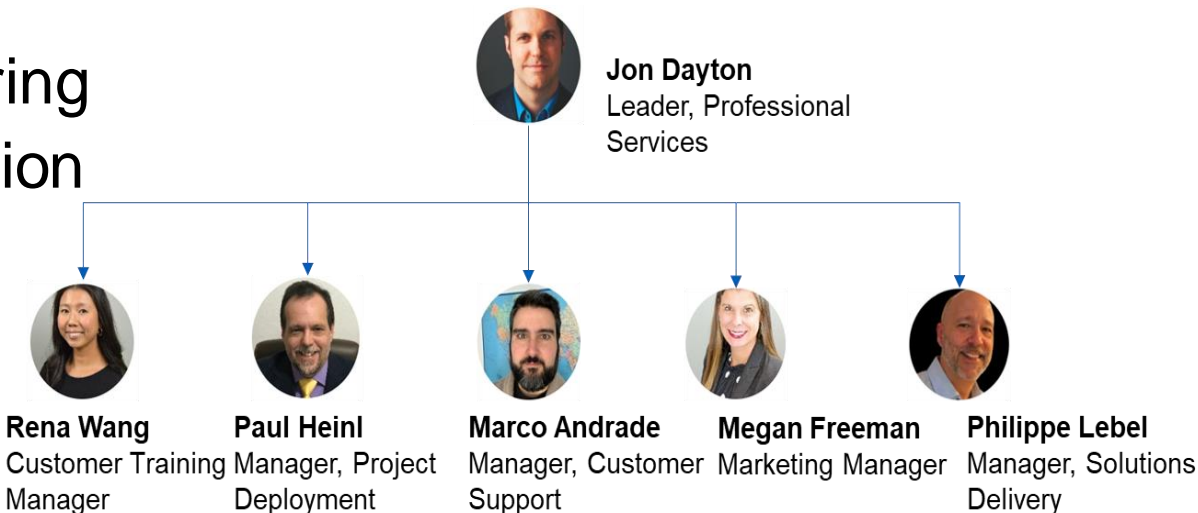 ring
ion
Jon Dayton
Leader, Professional
Services
Rena Wang
Customer Training
Manager
Paul Heinl
Manager, Project
Deployment
Marco Andrade
Manager, Customer
Support
Megan Freeman
Marketing Manager
Philippe Lebel
Manager, Solutions
Delivery